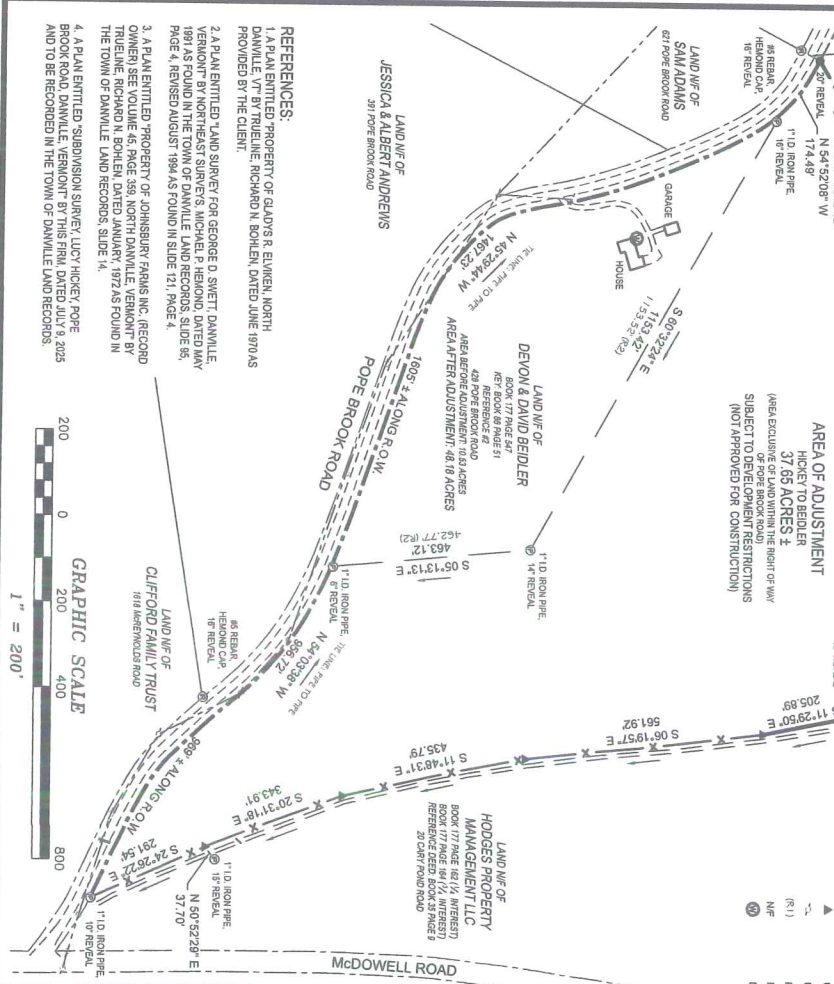 20" REVEAL
N 54°52'08" W
174.49'
#5 REBAR,
HEMOND CAP,
16" REVEAL
1" I.D. IRON PIPE,
16" REVEAL
LAND N/F OF
SAM ADAMS
621 POPE BROOK ROAD
GARAGE
HOUSE
W
S 60°32'24" E
1153.42'
1153.52' (R2)
AREA OF ADJUSTMENT
HICKEY TO BEIDLER
37.65 ACRES ±
(AREA EXCLUSIVE OF LAND WITHIN THE RIGHT OF WAY
OF POPE BROOK ROAD)
SUBJECT TO DEVELOPMENT RESTRICTIONS
(NOT APPROVED FOR CONSTRUCTION)
(R1)
N/F
W
LAND N/F OF
JESSICA & ALBERT ANDREWS
391 POPE BROOK ROAD
TIE LINE: PIPE TO PIPE
N 45°29'44" W
1467.23'
1605' ± ALONG R.O.W.
POPE BROOK ROAD
LAND N/F OF
DEVON & DAVID BEIDLER
BOOK 177 PAGE 547
KEY: BOOK 86 PAGE 51
REFERENCE #2
428 POPE BROOK ROAD
AREA BEFORE ADJUSTMENT: 10.53 ACRES
AREA AFTER ADJUSTMENT: 48.18 ACRES
1" I.D. IRON PIPE,
14" REVEAL
S 05°13'13" E
463.12'
462.77' (R2)
1" I.D. IRON PIPE,
6" REVEAL
TIE LINE: PIPE TO PIPE
N 54°03'38" W
956.72'
969' ± ALONG R.O.W
#5 REBAR,
HEMOND CAP,
16" REVEAL
LAND N/F OF
CLIFFORD FAMILY TRUST
1618 McREYNOLDS ROAD
11°29'50" E
205.89'
S 06°19'57" E
561.92'
S 11°48'31" E
435.79'
S 20°31'18" E
343.91'
S 24°26'22" E
291.54'
1" I.D. IRON PIPE,
15" REVEAL
N 50°52'29" E
37.70'
1" I.D. IRON PIPE,
10" REVEAL
LAND N/F OF
HODGES PROPERTY
MANAGEMENT LLC
BOOK 177 PAGE 162 (½ INTEREST)
BOOK 177 PAGE 164 (½ INTEREST)
REFERENCE DEED: BOOK 35 PAGE 9
20 CARY POND ROAD
McDOWELL ROAD
REFERENCES:
1. A PLAN ENTITLED "PROPERTY OF GLADYS R. ELVIKEN, NORTH
DANVILLE, VT" BY TRUELINE, RICHARD N. BOHLEN, DATED JUNE 1970 AS
PROVIDED BY THE CLIENT.
2. A PLAN ENTITLED "LAND SURVEY FOR GEORGE D. SWETT, DANVILLE,
VERMONT" BY NORTHEAST SURVEYS, MICHAEL P. HEMOND, DATED MAY
1991 AS FOUND IN THE TOWN OF DANVILLE LAND RECORDS, SLIDE 95,
PAGE 4, REVISED AUGUST 1994 AS FOUND IN SLIDE 121, PAGE 4.
3. A PLAN ENTITLED "PROPERTY OF JOHNSBURY FARMS INC. (RECORD
OWNER) SEE VOLUME 45, PAGE 359, NORTH DANVILLE, VERMONT" BY
TRUELINE, RICHARD N. BOHLEN, DATED JANUARY, 1972 AS FOUND IN
THE TOWN OF DANVILLE LAND RECORDS, SLIDE 14.
4. A PLAN ENTITLED "SUBDIVISION SURVEY, LUCY HICKEY, POPE
BROOK ROAD, DANVILLE, VERMONT" BY THIS FIRM, DATED JULY 9, 2025
AND TO BE RECORDED IN THE TOWN OF DANVILLE LAND RECORDS.
GRAPHIC SCALE
200 0 200 400 800
1" = 200'